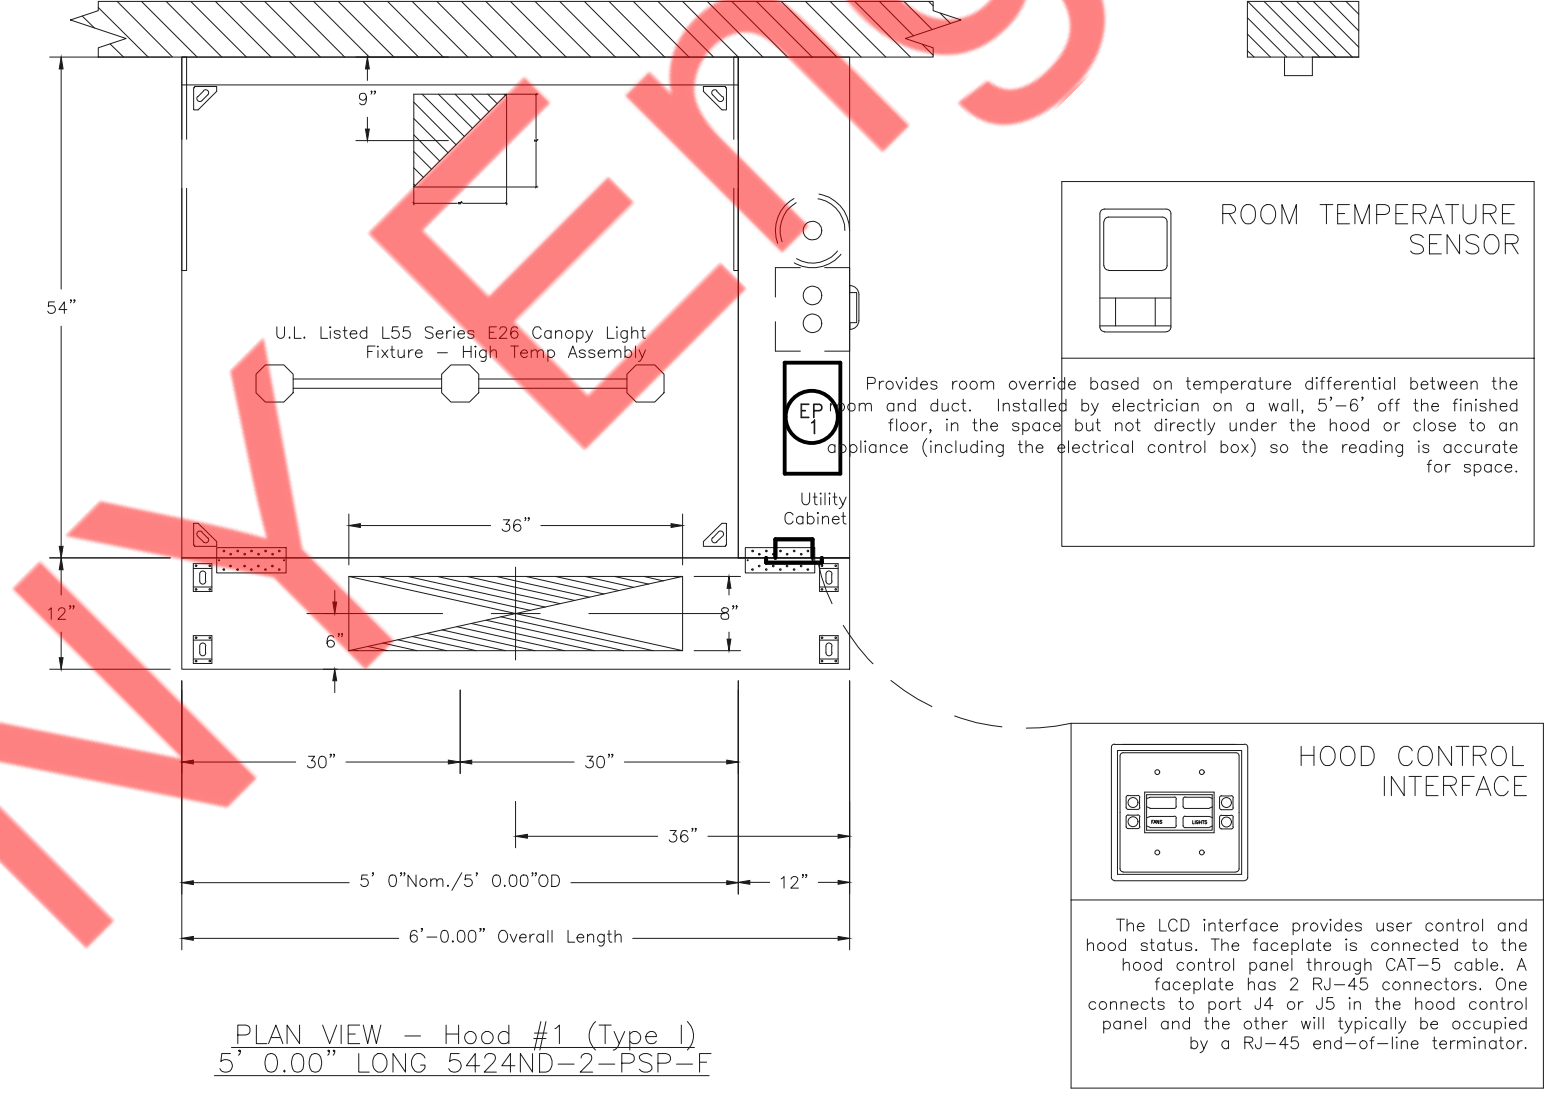 9”
54”
U.L. Listed L55 Series E26 Canopy Light
Fixture – High Temp Assembly
EP
1
Utility
Cabinet
36”
12”
6”
8”
30”
30”
36”
5’ 0”Nom./5’ 0.00”OD
12”
6’–0.00” Overall Length
PLAN VIEW – Hood #1 (Type I)
5’ 0.00” LONG 5424ND–2–PSP–F
ROOM TEMPERATURE
SENSOR
Provides room override based on temperature differential between the
room and duct. Installed by electrician on a wall, 5’–6’ off the finished
floor, in the space but not directly under the hood or close to an
appliance (including the electrical control box) so the reading is accurate
for space.
HOOD CONTROL
INTERFACE
FANS
LIGHTS
The LCD interface provides user control and
hood status. The faceplate is connected to the
hood control panel through CAT–5 cable. A
faceplate has 2 RJ–45 connectors. One
connects to port J4 or J5 in the hood control
panel and the other will typically be occupied
by a RJ–45 end–of–line terminator.
NY Eng